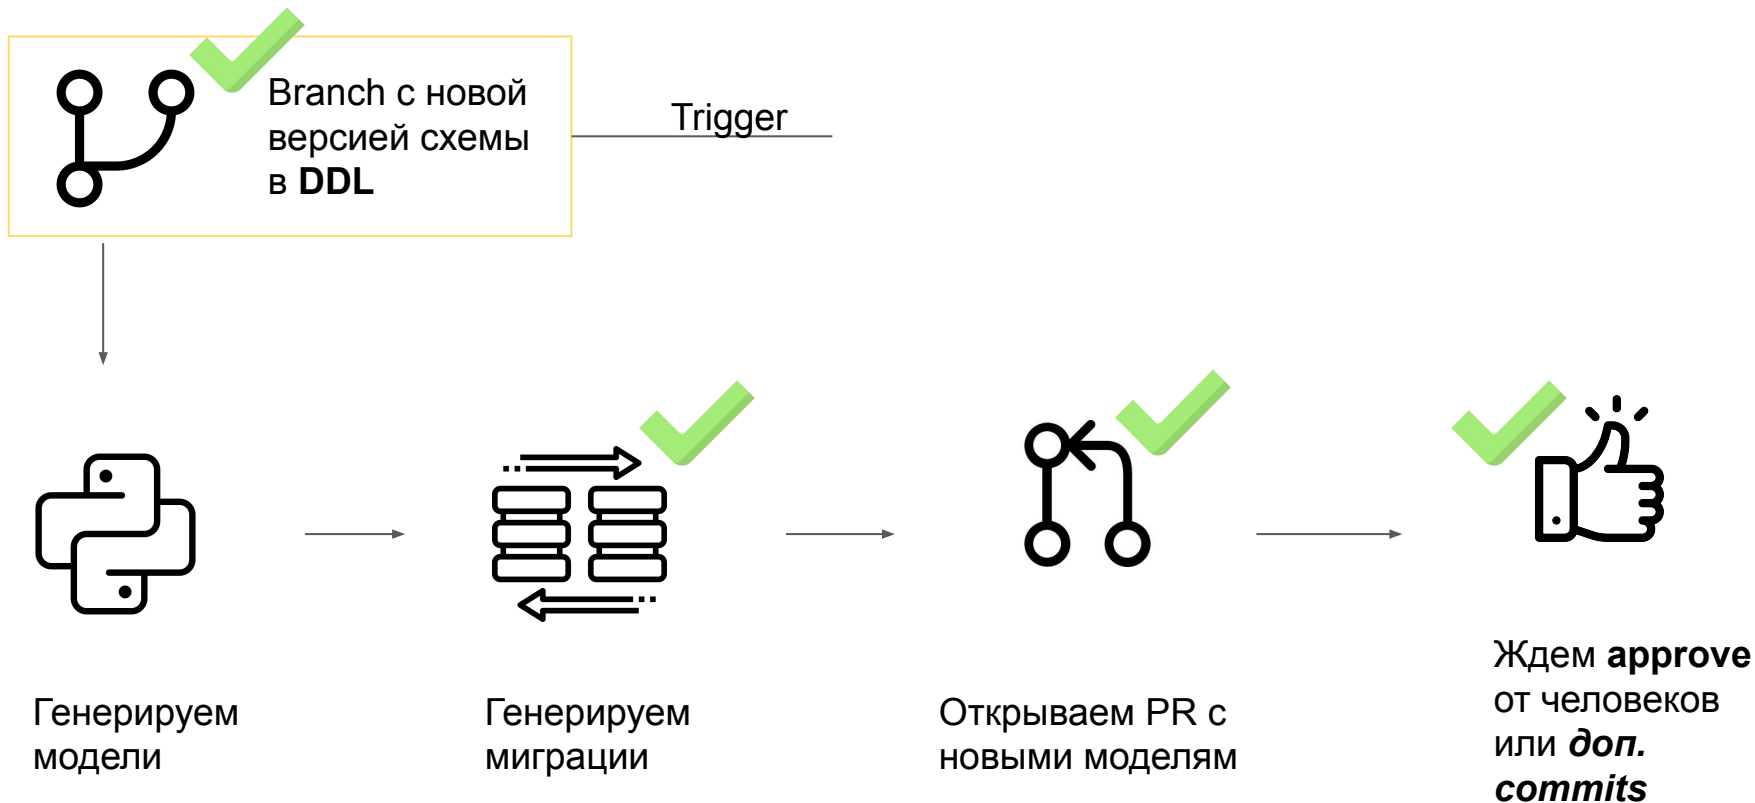 Branch с новой
версией схемы
в DDL
Trigger
Генерируем
модели
Генерируем
миграции
Открываем PR с
новыми моделям
Ждем approve
от человеков
или доп.
commits